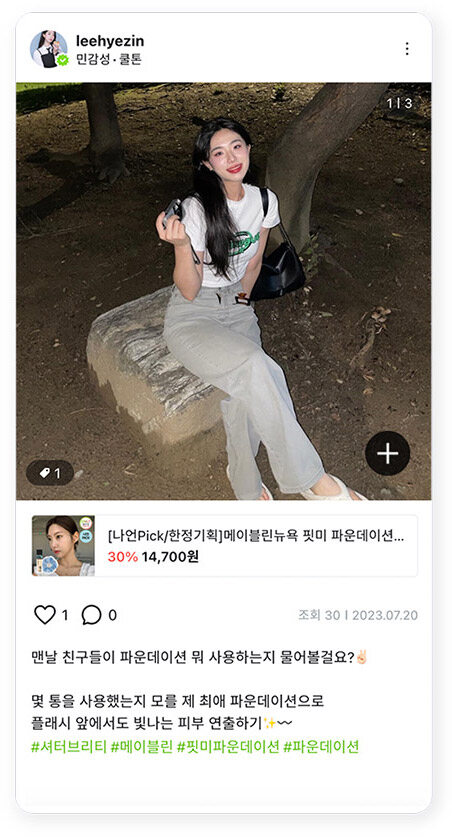 leehyezin
민감성 · 쿨톤
1 | 3
1
[나언Pick/한정기획]메이블린뉴욕 핏미 파운데이션...
30% 14,700원
1 0 조회 30 | 2023.07.20
맨날 친구들이 파운데이션 뭐 사용하는지 물어볼걸요?✌🏻
몇 통을 사용했는지 모를 제 최애 파운데이션으로
플래시 앞에서도 빛나는 피부 연출하기✨〰
#셔터브리티 #메이블린 #핏미파운데이션 #파운데이션